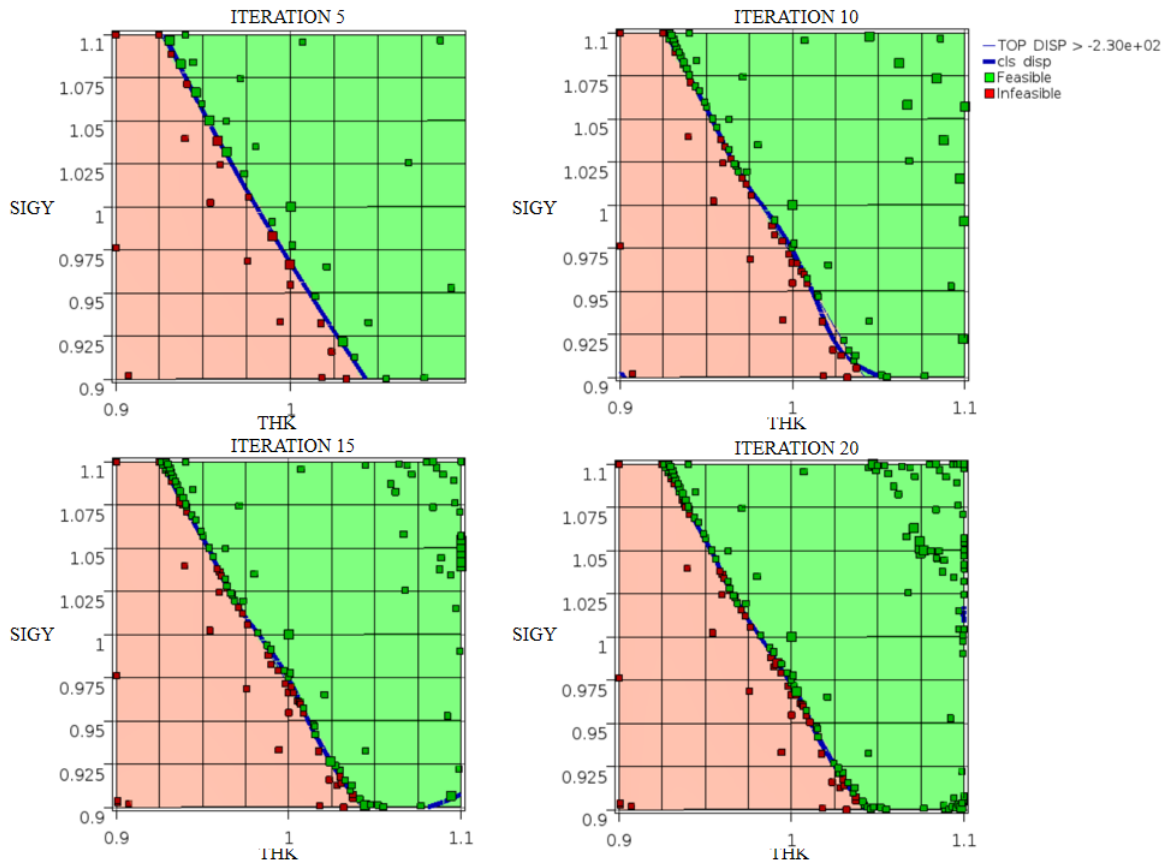 ITERATION 5
1.1
1.075
1.05
1.025
SIGY
1
0.975
0.95
0.925
0.9
0.9
1
THK
ITERATION 10
1.1
1.075
1.05
1.025
SIGY
1
0.975
0.95
0.925
0.9
0.9
1
1.1
THK
TOP DISP > -2.30e+02
cls disp
Feasible
Infeasible
ITERATION 15
1.1
1.075
1.05
1.025
SIGY
1
0.975
0.95
0.925
0.9
0.9
1
1.1
THK
ITERATION 20
1.1
1.075
1.05
1.025
SIGY
1
0.975
0.95
0.925
0.9
0.9
1
1.1
THK